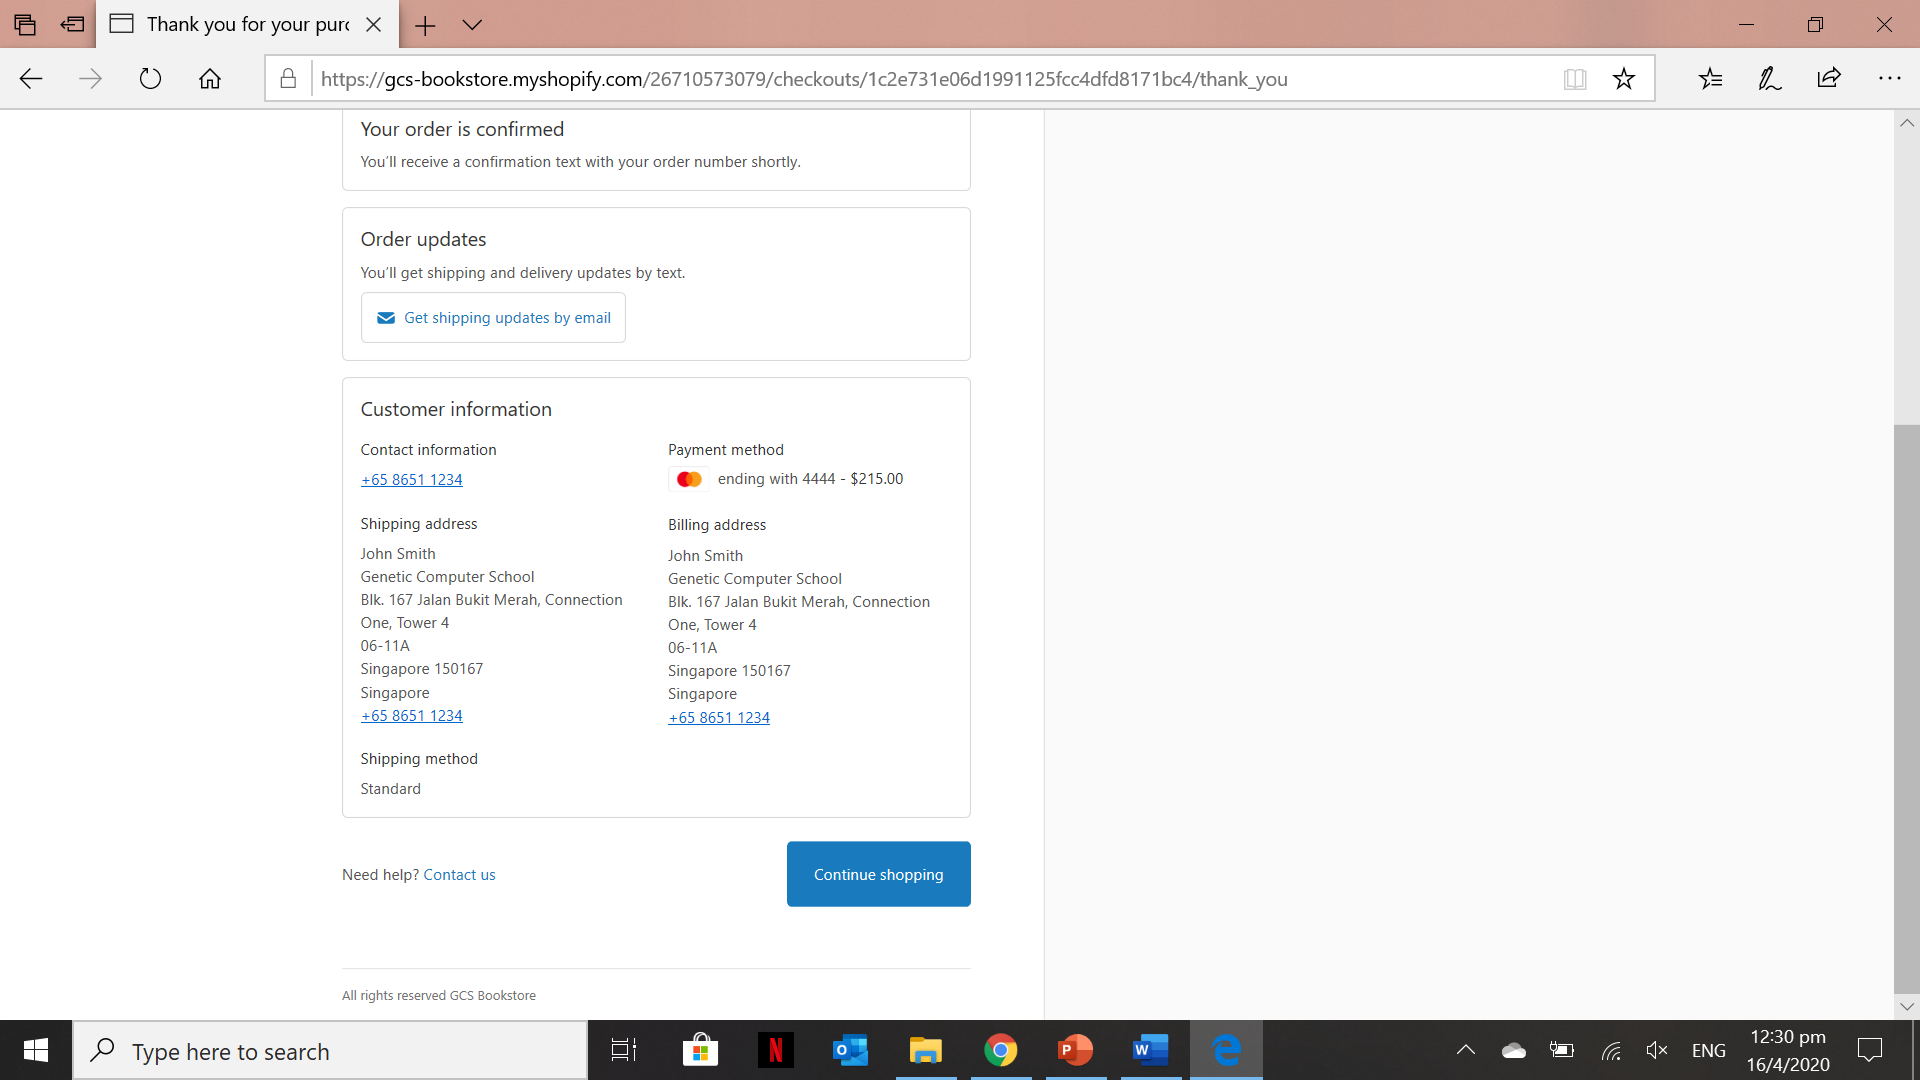 Thank you for your purc
https://gcs-bookstore.myshopify.com/26710573079/checkouts/1c2e731e06d1991125fcc4dfd8171bc4/thank_you
Your order is confirmed
You'll receive a confirmation text with your order number shortly.
Order updates
You'll get shipping and delivery updates by text.
Get shipping updates by email
Customer information
Contact information
+65 8651 1234
Payment method
ending with 4444 - $215.00
Shipping address
John Smith
Genetic Computer School
Blk. 167 Jalan Bukit Merah, Connection
One, Tower 4
06-11A
Singapore 150167
Singapore
+65 8651 1234
Billing address
John Smith
Genetic Computer School
Blk. 167 Jalan Bukit Merah, Connection
One, Tower 4
06-11A
Singapore 150167
Singapore
+65 8651 1234
Shipping method
Standard
Need help? Contact us
Continue shopping
All rights reserved GCS Bookstore
Type here to search
ENG
12:30 pm
16/4/2020